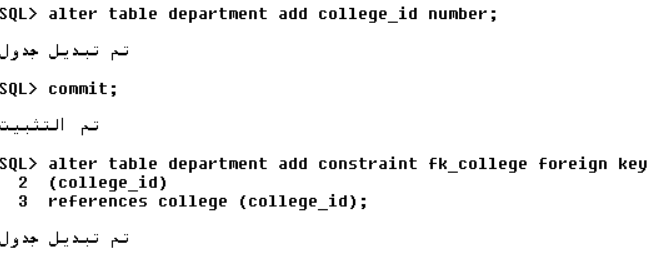 SQL> alter table department add college_id number;
تم تبديل جدول
SQL> commit;
تم التثبيت
SQL> alter table department add constraint fk_college foreign key
2 (college_id)
3 references college (college_id);
تم تبديل جدول